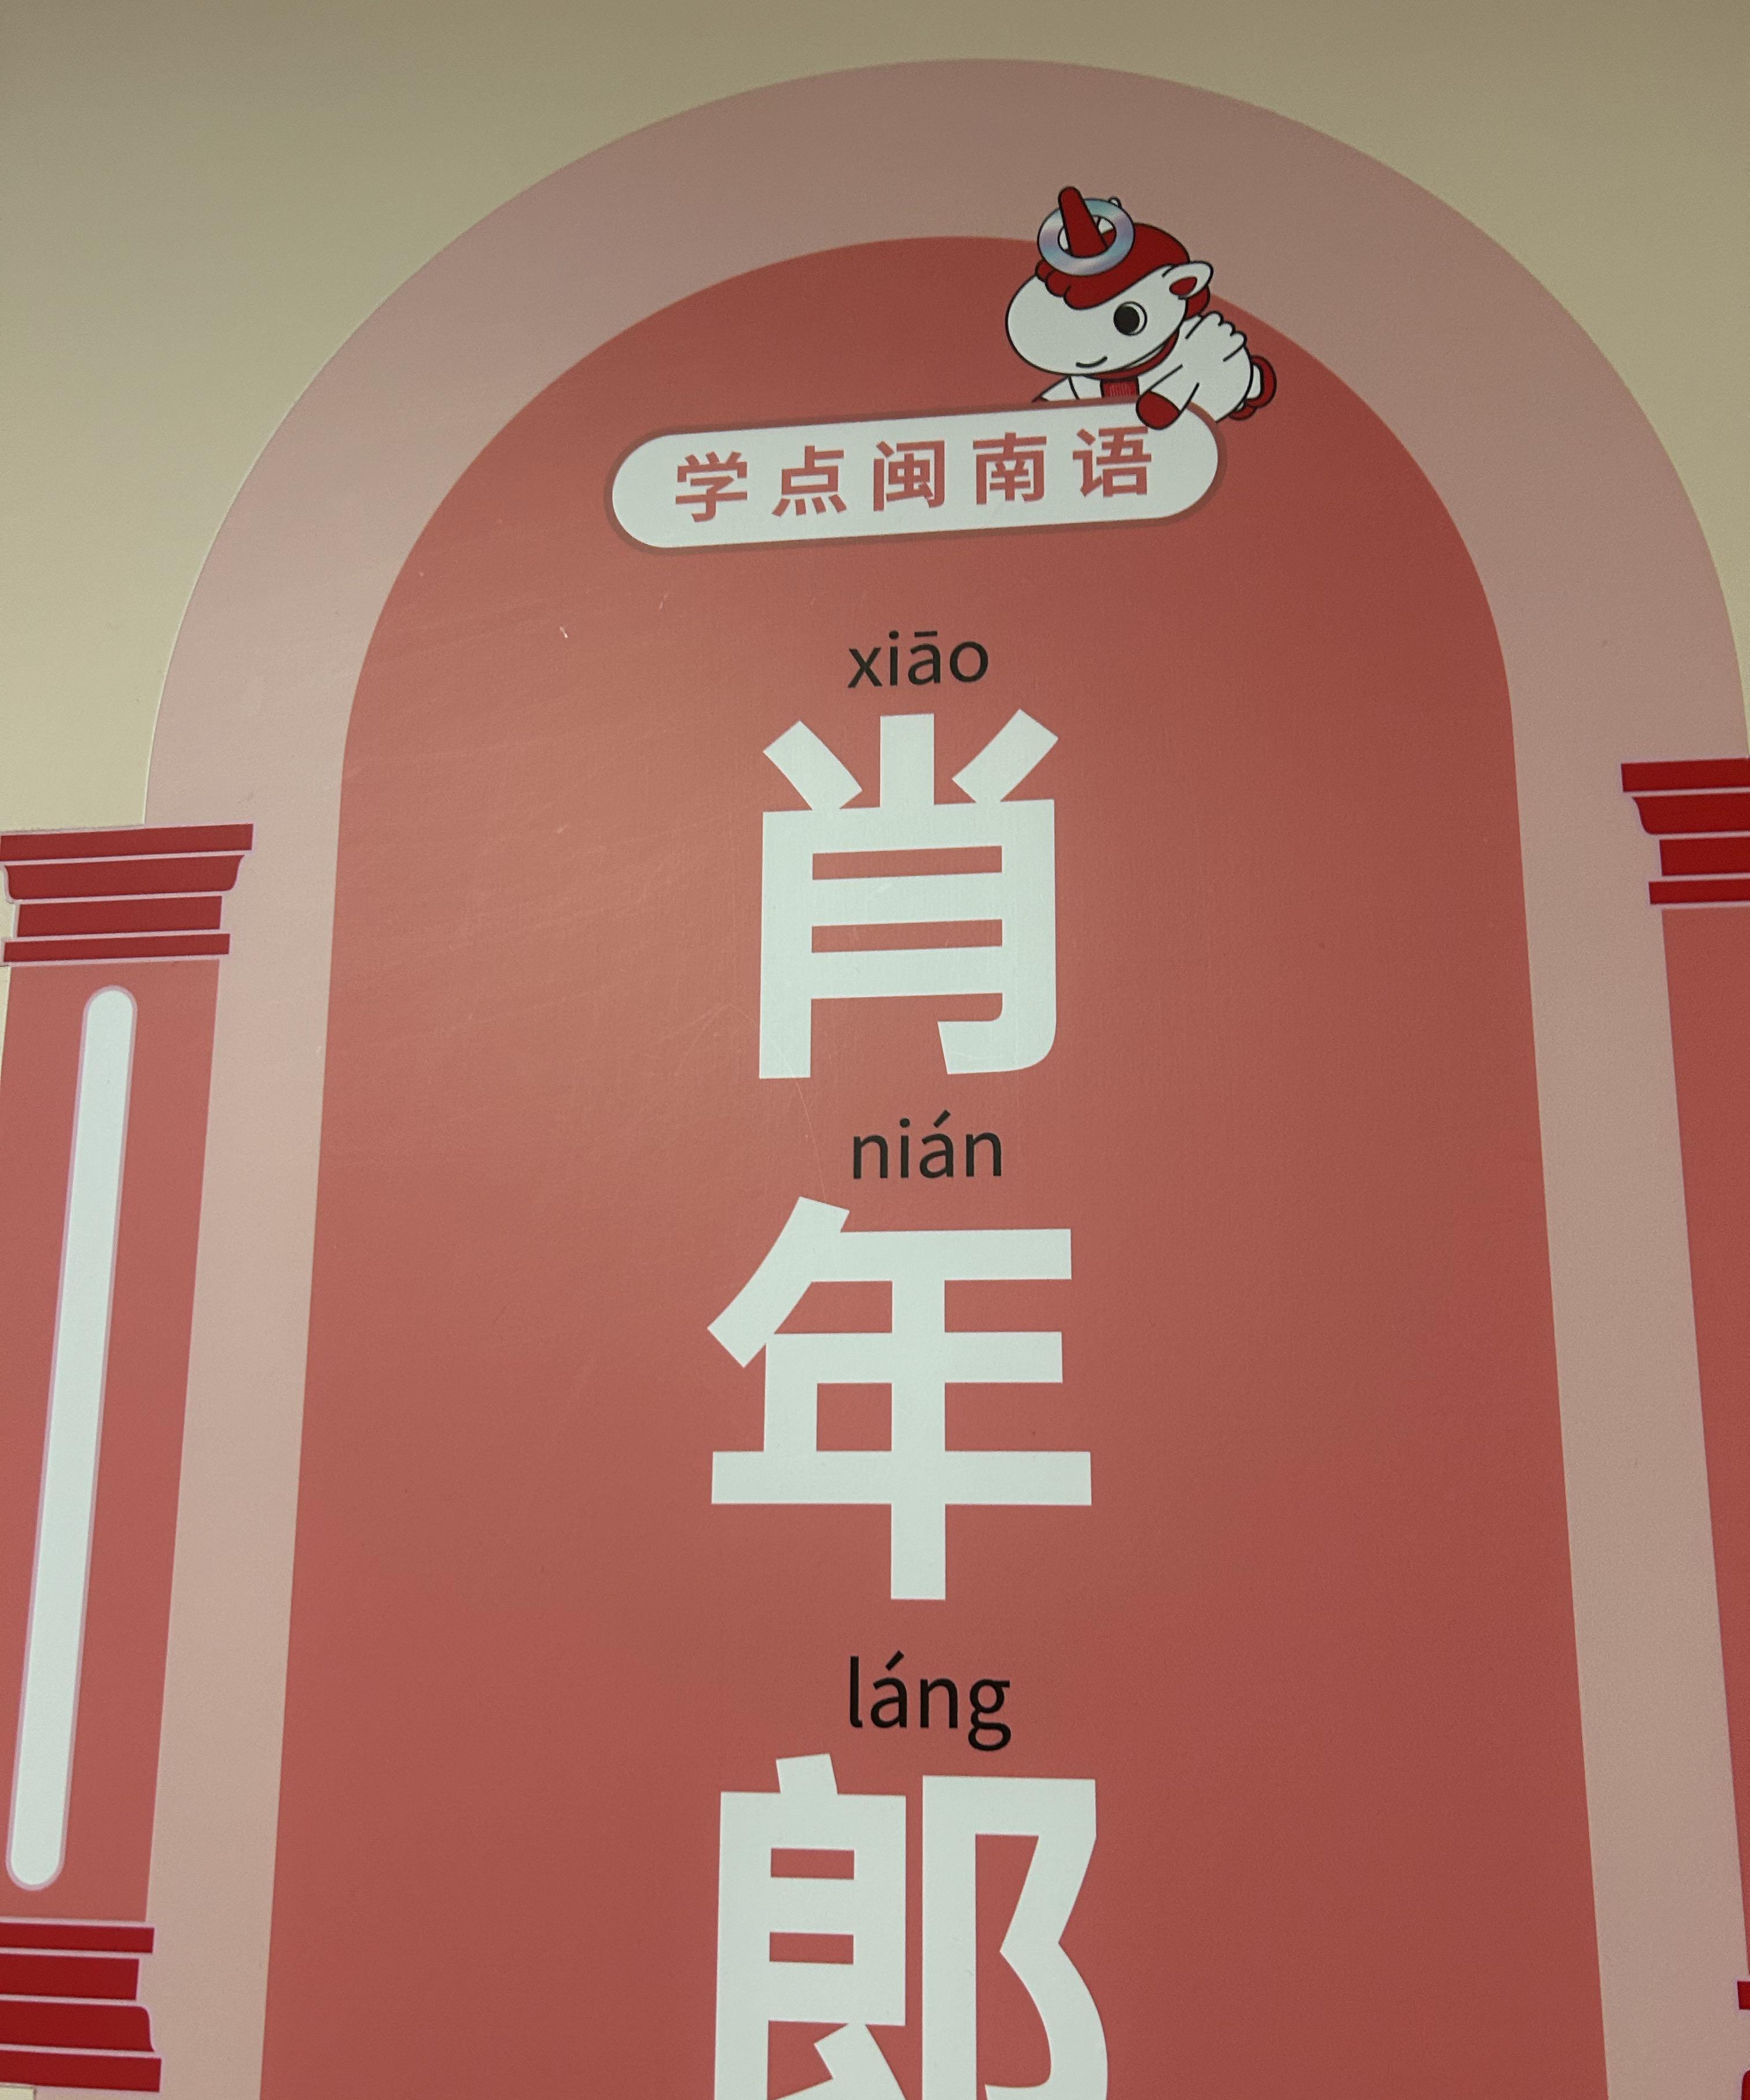 学点闽南语
xiāo
肖
nián
年
láng
郎